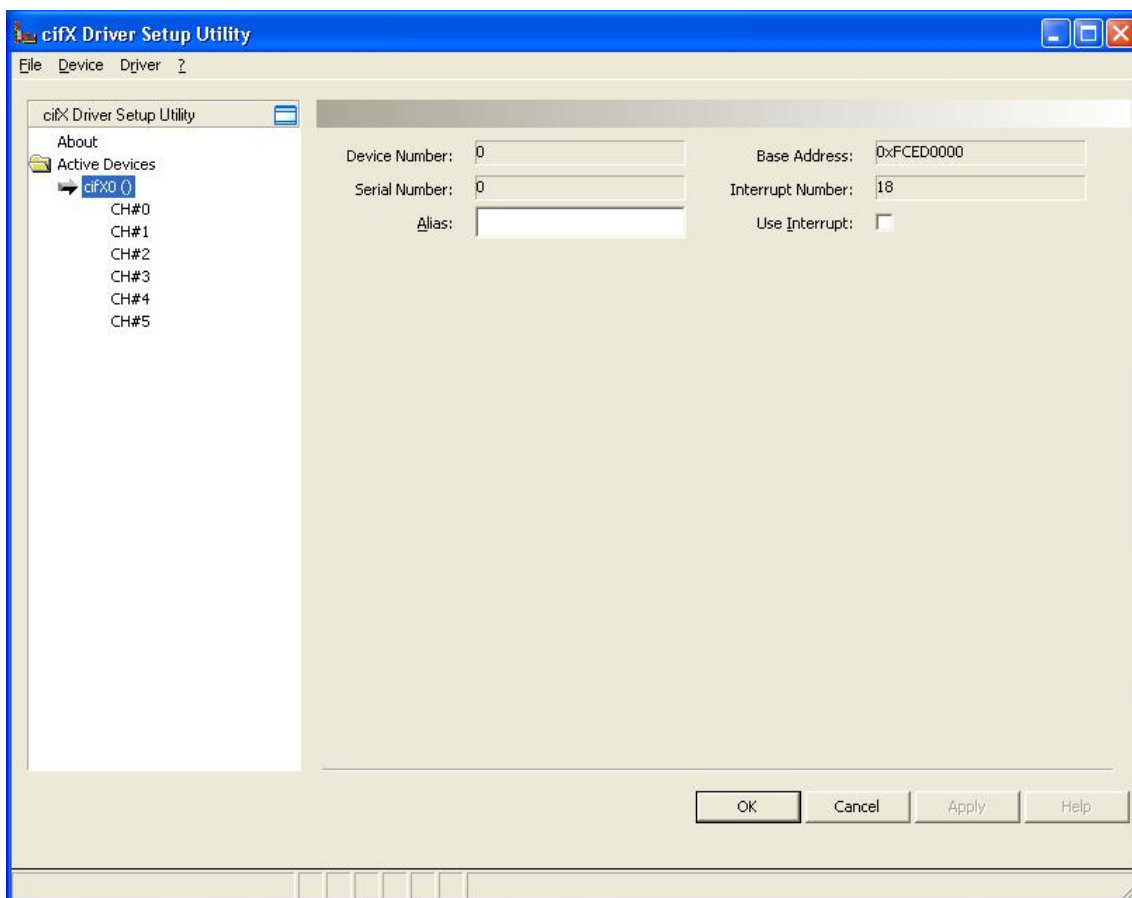 cifX Driver Setup Utility
File Device Driver ?
cifX Driver Setup Utility
About
Active Devices
cifX0 ()
CH#0
CH#1
CH#2
CH#3
CH#4
CH#5
Device Number: 0 Base Address: 0xFCED0000
Serial Number: 0 Interrupt Number: 18
Alias: Use Interrupt:
OK Cancel Apply Help